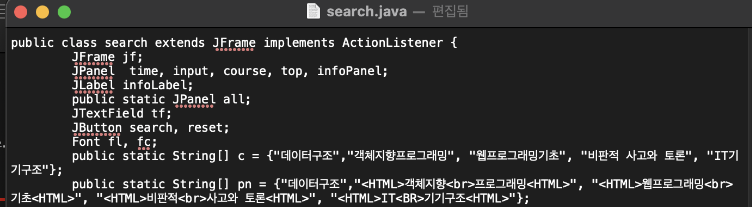 search.java — 편집됨
public class search extends JFrame implements ActionListener {
JFrame jf;
JPanel  time, input, course, top, infoPanel;
JLabel infoLabel;
public static JPanel all;
JTextField tf;
JButton search, reset;
Font fl, fc;
public static String[] c = {"데이터구조","객체지향프로그래밍", "웹프로그래밍기초", "비판적 사고와 토론", "IT기
기구조"};
public static String[] pn = {"데이터구조","<HTML>객체지향<br>프로그래밍<HTML>", "<HTML>웹프로그래밍<br>
기초<HTML>", "<HTML>비판적<br>사고와 토론<HTML>", "<HTML>IT<BR>기기구조<HTML>"};